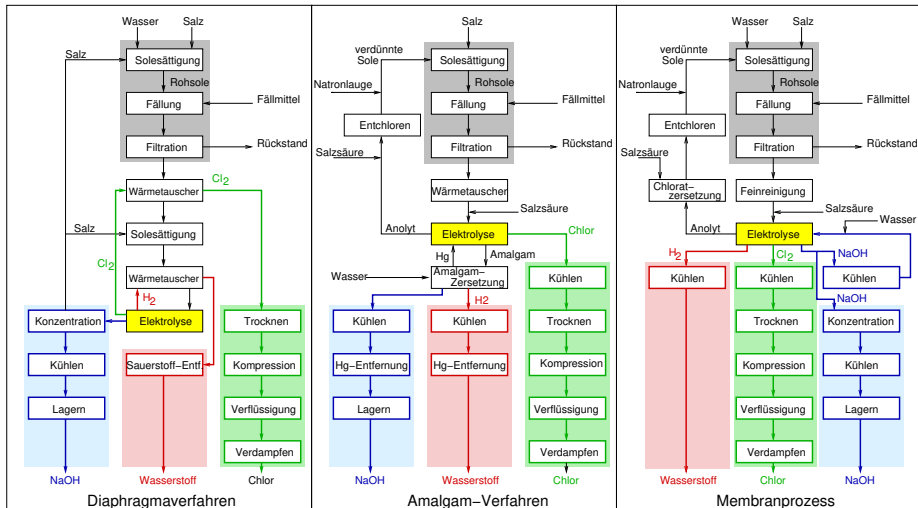 Wasser
Salz
Salz
Solesättigung
Rohsole
Fällung
Fällmittel
Filtration
Rückstand
Cl2
Wärmetauscher
Salz
Solesättigung
Cl2
Wärmetauscher
H2
Konzentration
Elektrolyse
Trocknen
Kühlen
Sauerstoff-Entf.
Kompression
Lagern
Verflüssigung
Verdampfen
NaOH
Wasserstoff
Chlor
Diaphragmaverfahren
Salz
verdünnte
Sole
Solesättigung
Rohsole
Natronlauge
Fällung
Fällmittel
Entchloren
Filtration
Rückstand
Salzsäure
Wärmetauscher
Salzsäure
Anolyt
Elektrolyse
Chlor
Hg
Amalgam
Wasser
Amalgam-
Zersetzung
Kühlen
H2
Kühlen
Kühlen
Trocknen
Hg-Entfernung
Hg-Entfernung
Kompression
Lagern
Verflüssigung
Verdampfen
NaOH
Wasserstoff
Chlor
Amalgam-Verfahren
Wasser
Salz
verdünnte
Sole
Solesättigung
Rohsole
Natronlauge
Fällung
Fällmittel
Entchloren
Filtration
Rückstand
Salzsäure
Chlorat-
zersetzung
Feinreinigung
Salzsäure
Wasser
Anolyt
Elektrolyse
H2
Cl2
NaOH
Kühlen
Kühlen
Kühlen
NaOH
Trocknen
Konzentration
Kompression
Kühlen
Verflüssigung
Lagern
Verdampfen
Wasserstoff
Chlor
NaOH
Membranprozess